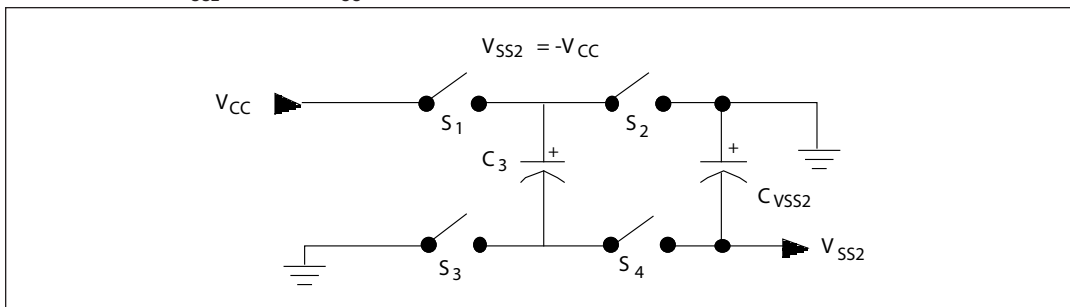 V_SS2 = -V_CC
V_CC
S_1
S_2
C_3
+
+
C_VSS2
S_3
S_4
V_SS2